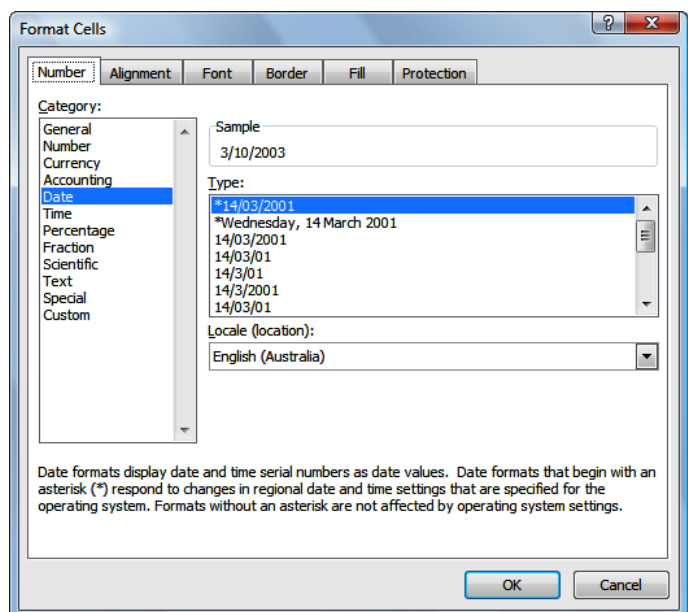 Format Cells
Number Alignment Font Border Fill Protection
Category:
General
Number
Currency
Accounting
Date
Time
Percentage
Fraction
Scientific
Text
Special
Custom
Sample
3/10/2003
Type:
*14/03/2001
*Wednesday, 14 March 2001
14/03/2001
14/03/01
14/3/01
14/3/2001
14/03/01
Locale (location):
English (Australia)
Date formats display date and time serial numbers as date values. Date formats that begin with an
asterisk (*) respond to changes in regional date and time settings that are specified for the
operating system. Formats without an asterisk are not affected by operating system settings.
OK Cancel